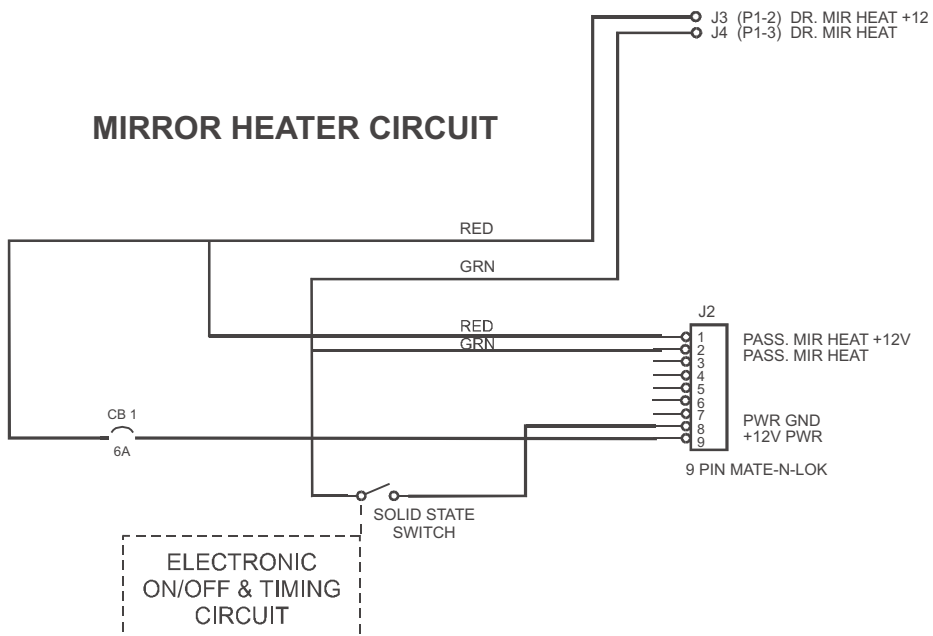 J3 (P1-2) DR. MIR HEAT +12
J4 (P1-3) DR. MIR HEAT
MIRROR HEATER CIRCUIT
RED
GRN
J2
RED
GRN
1
2
3
4
5
6
7
8
9
PASS. MIR HEAT +12V
PASS. MIR HEAT
PWR GND
+12V PWR
CB 1
6A
9 PIN MATE-N-LOK
SOLID STATE
SWITCH
ELECTRONIC
ON/OFF & TIMING
CIRCUIT